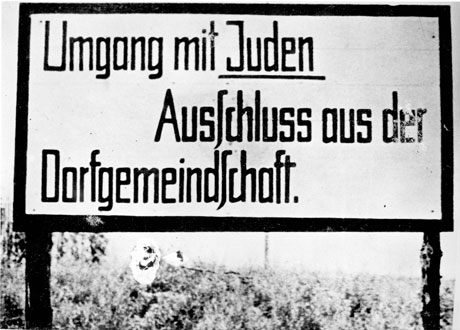 Umgang mit Juden
Ausſchluss aus der
Dorfgemeindſchaft.